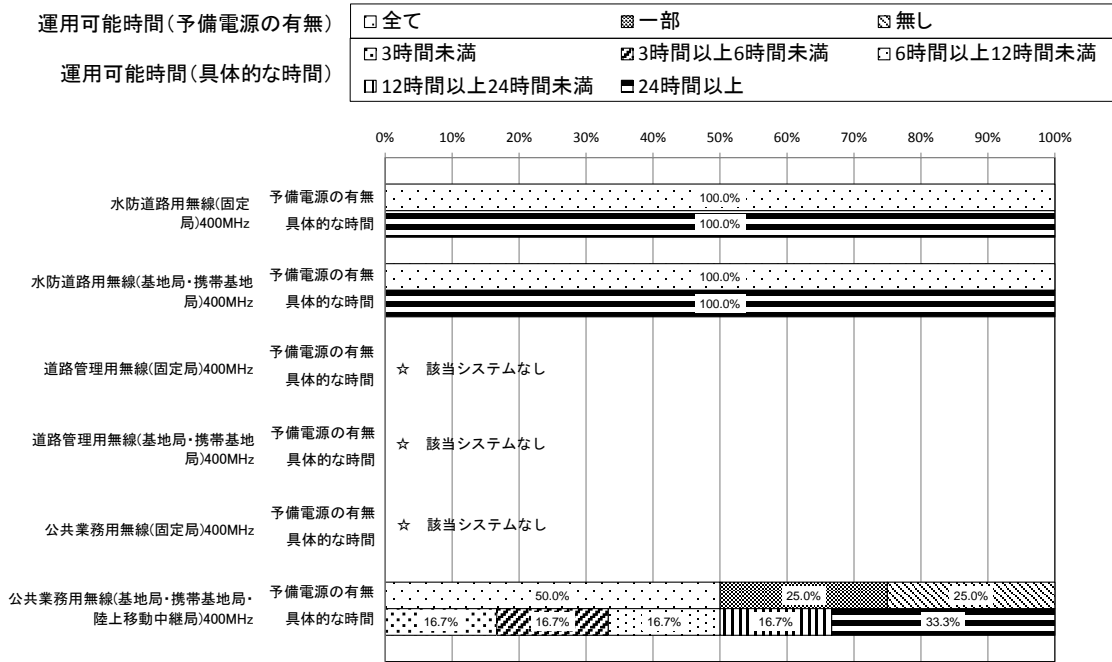 運用可能時間(予備電源の有無)
全て 一部 無し
運用可能時間(具体的な時間)
3時間未満 3時間以上6時間未満 6時間以上12時間未満
12時間以上24時間未満 24時間以上
0% 10% 20% 30% 40% 50% 60% 70% 80% 90% 100%
水防道路用無線(固定
局)400MHz
予備電源の有無
100.0%
具体的な時間
100.0%
水防道路用無線(基地局・携帯基地
局)400MHz
予備電源の有無
100.0%
具体的な時間
100.0%
道路管理用無線(固定局)400MHz
予備電源の有無
具体的な時間
☆ 該当システムなし
道路管理用無線(基地局・携帯基地
局)400MHz
予備電源の有無
具体的な時間
☆ 該当システムなし
公共業務用無線(固定局)400MHz
予備電源の有無
具体的な時間
☆ 該当システムなし
公共業務用無線(基地局・携帯基地局・
陸上移動中継局)400MHz
予備電源の有無
50.0% 25.0% 25.0%
具体的な時間
16.7% 16.7% 16.7% 16.7% 33.3%